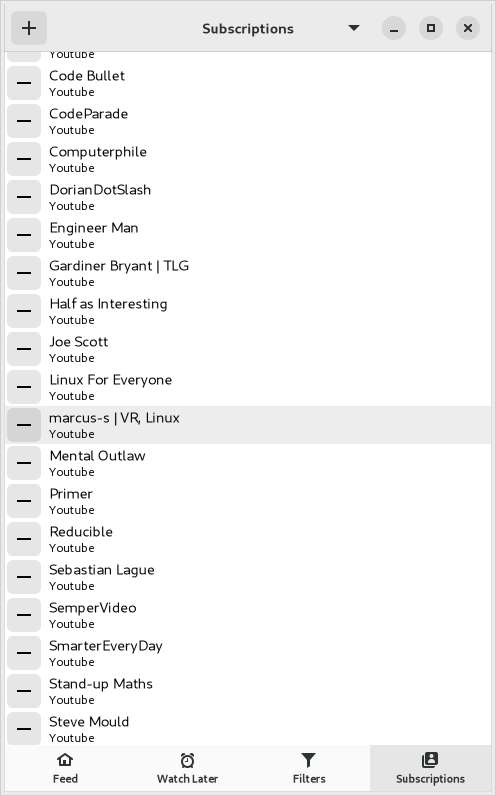 Subscriptions
Youtube
Code Bullet
Youtube
CodeParade
Youtube
Computerphile
Youtube
DorianDotSlash
Youtube
Engineer Man
Youtube
Gardiner Bryant | TLG
Youtube
Half as Interesting
Youtube
Joe Scott
Youtube
Linux For Everyone
Youtube
marcus-s | VR, Linux
Youtube
Mental Outlaw
Youtube
Primer
Youtube
Reducible
Youtube
Sebastian Lague
Youtube
SemperVideo
Youtube
SmarterEveryDay
Youtube
Stand-up Maths
Youtube
Steve Mould
Youtube
Feed
Watch Later
Filters
Subscriptions